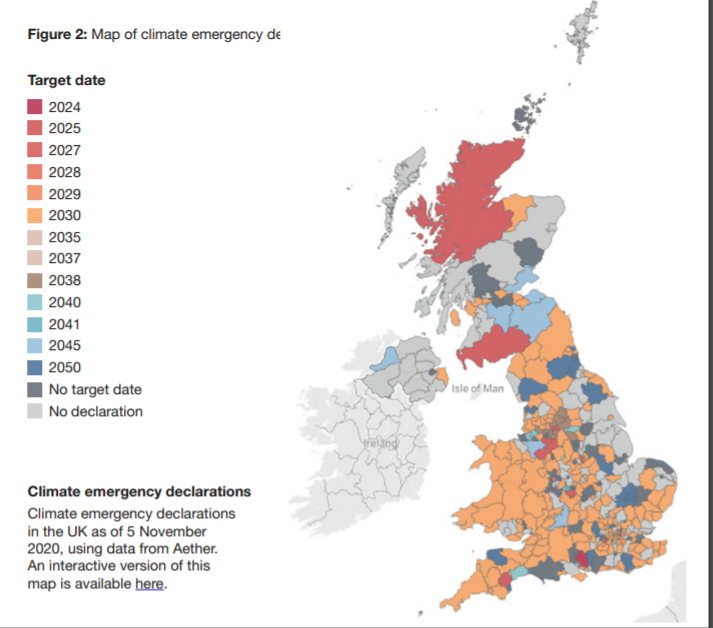 Figure 2: Map of climate emergency de
Target date
2024
2025
2027
2028
2029
2030
2035
2037
2038
2040
2041
2045
2050
No target date
No declaration
Isle of Man
Ireland
Climate emergency declarations
Climate emergency declarations
in the UK as of 5 November
2020, using data from Aether.
An interactive version of this
map is available here.